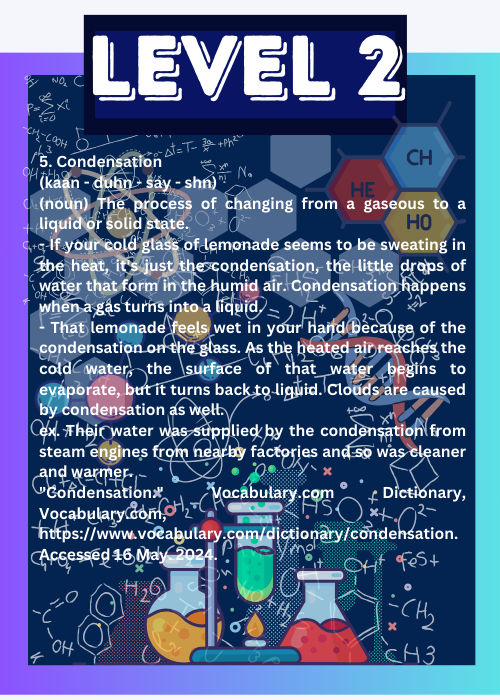 LEVEL 2
CH
HE
HO
5. Condensation
(kaan - duhn - say - shn)
(noun) The process of changing from a gaseous to a
liquid or solid state.
- If your cold glass of lemonade seems to be sweating in
the heat, it's just the condensation, the little drops of
water that form in the humid air. Condensation happens
when a gas turns into a liquid.
- That lemonade feels wet in your hand because of the
condensation on the glass. As the heated air reaches the
cold water, the surface of that water begins to
evaporate, but it turns back to liquid. Clouds are caused
by condensation as well.
ex. Their water was supplied by the condensation from
steam engines from nearby factories and so was cleaner
and warmer.
"Condensation." Vocabulary.com Dictionary,
Vocabulary.com,
https://www.vocabulary.com/dictionary/condensation.
Accessed 16 May. 2024.
H2O
CH2
OH
CH3